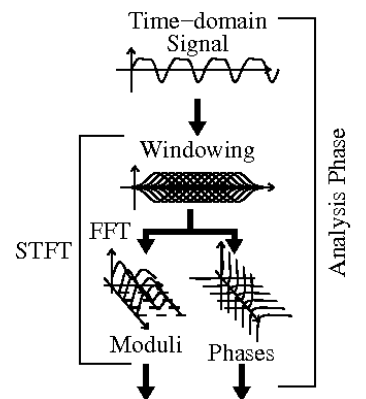 Time-domain
Signal
Windowing
FFT
STFT
Moduli
Phases
Analysis Phase